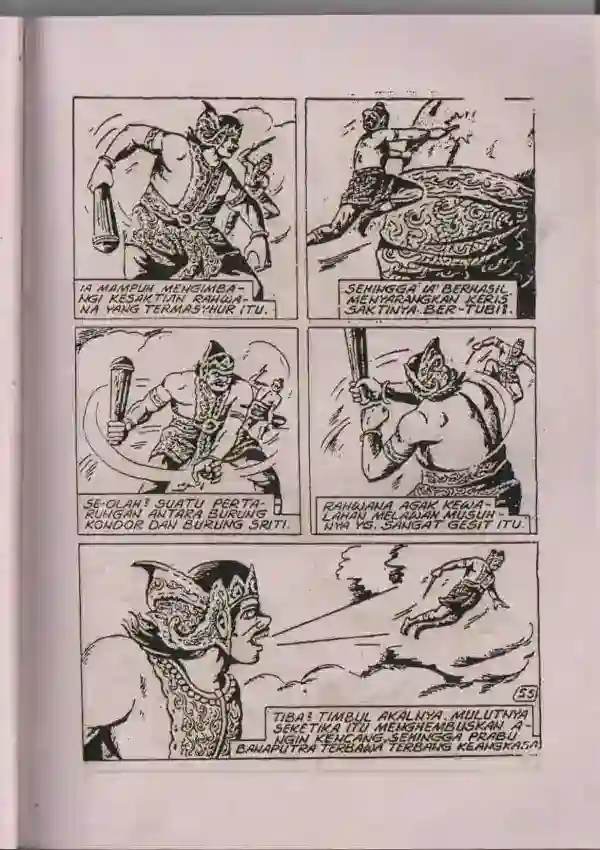 IA MAMPUH MENGIMBA-
NGI KESAKTIAN RAHWA-
NA YANG TERMASYHUR ITU.
SEHINGGA IA BERHASIL
MENYARANGKAN KERIS
SAKTINYA BER-TUBI².
SE-OLAH² SUATU PERTA-
RUNGAN ANTARA BURUNG
KONDOR DAN BURUNG SRITI.
RAHWANA AGAK KEWA-
LAHAN MELAWAN MUSUH-
NYA YG. SANGAT GESIT ITU.
55
TIBA² TIMBUL AKALNYA. MULUTNYA
SEKETIKA ITU MENGHEMBUSKAN A-
NGIN KENCANG SEHINGGA PRABU
BANAPUTRA TERBAWA TERBANG KEANGKASA